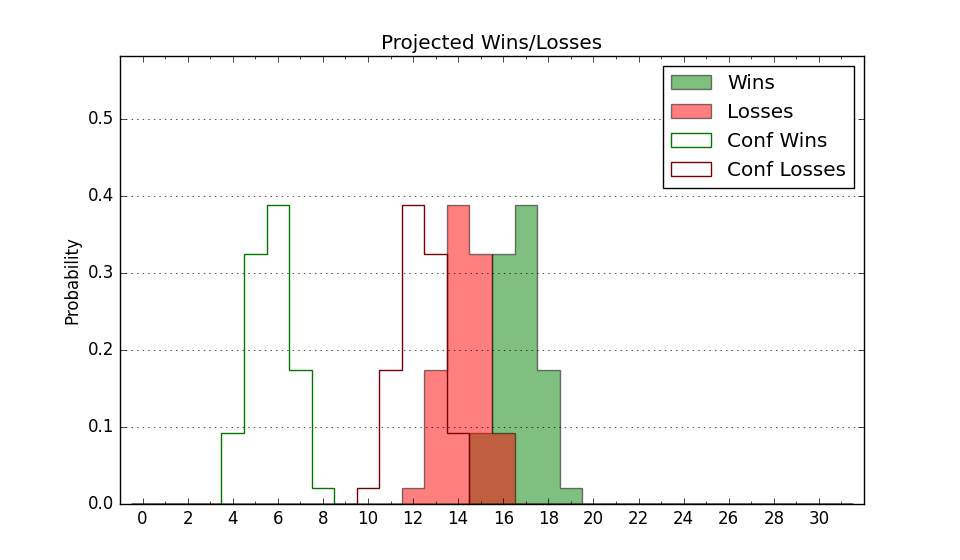 Projected Wins/Losses
Wins
Losses
Conf Wins
Conf Losses
Probability
0.5
0.4
0.3
0.2
0.1
0.0
0 2 4 6 8 10 12 14 16 18 20 22 24 26 28 30